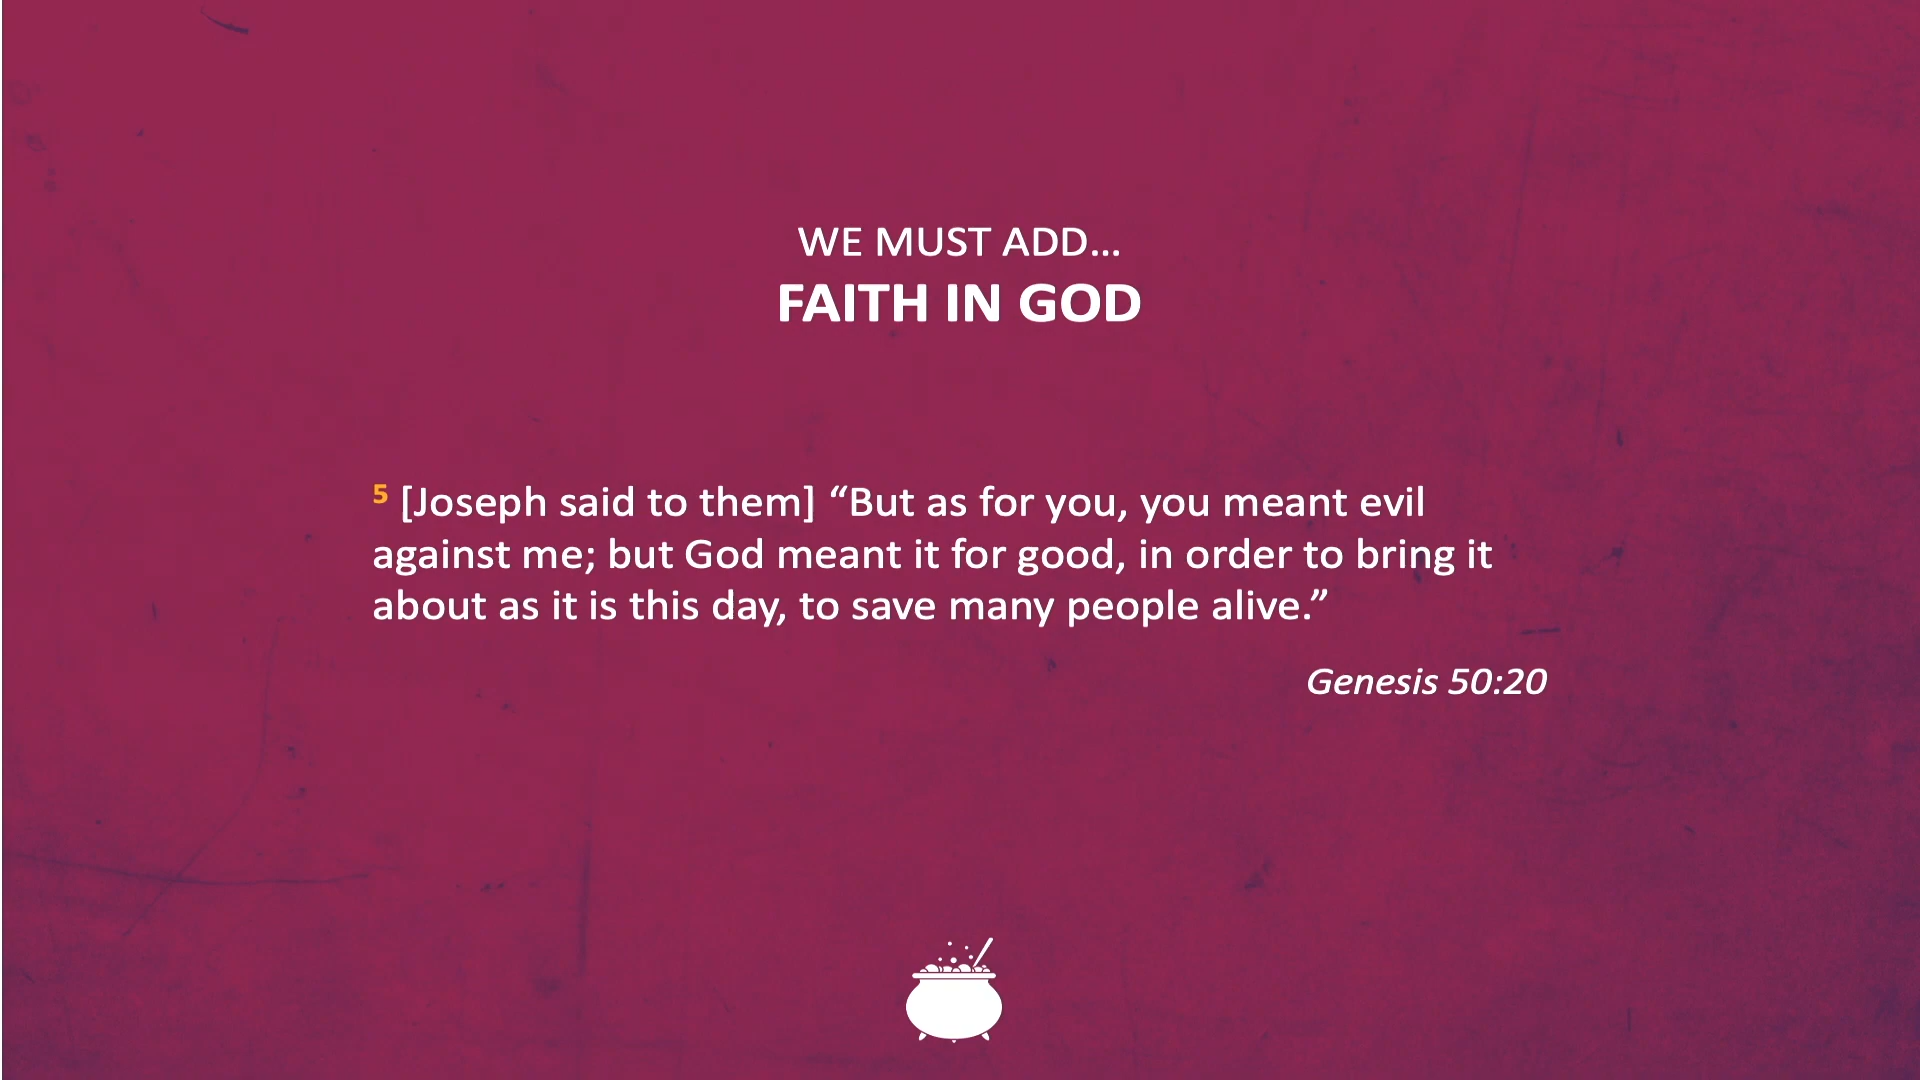 WE MUST ADD...
FAITH IN GOD
5 [Joseph said to them] “But as for you, you meant evil
against me; but God meant it for good, in order to bring it
about as it is this day, to save many people alive.”
Genesis 50:20